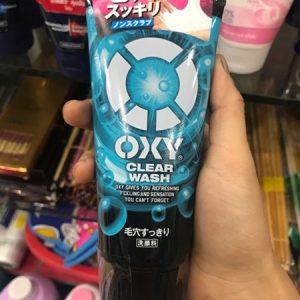 スッキリ
ノンスクラブ
OXY®
CLEAR
WASH
OXY GIVES YOU REFRESHING
FEELING AND SENSATION
YOU CAN'T FORGET.
毛穴すっきり
洗顔料